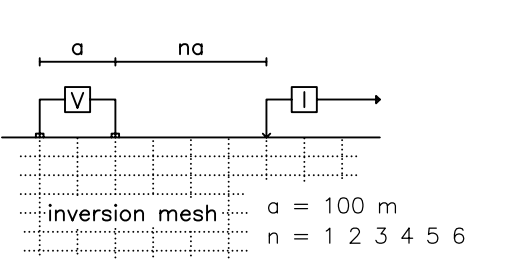 a na
V I
inversion mesh
a = 100 m
n = 1 2 3 4 5 6